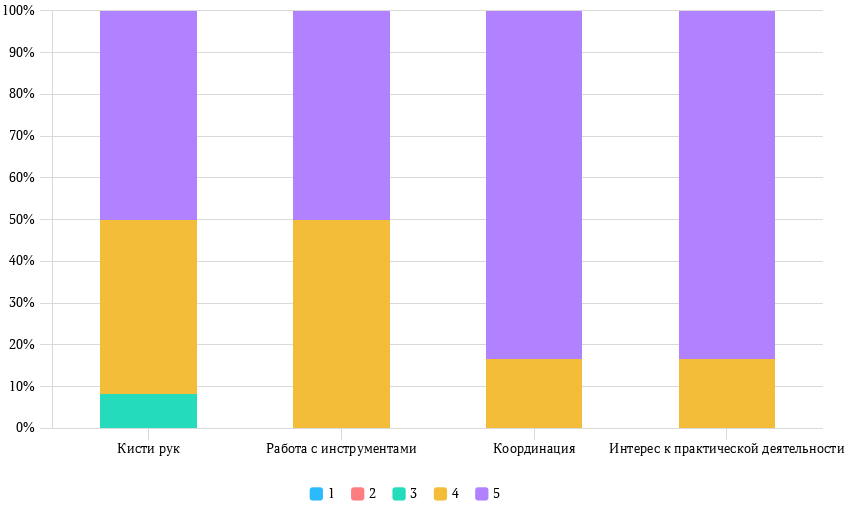 100%
90%
80%
70%
60%
50%
40%
30%
20%
10%
0%
Кисти рук
Работа с инструментами
Координация
Интерес к практической деятельности
1 2 3 4 5